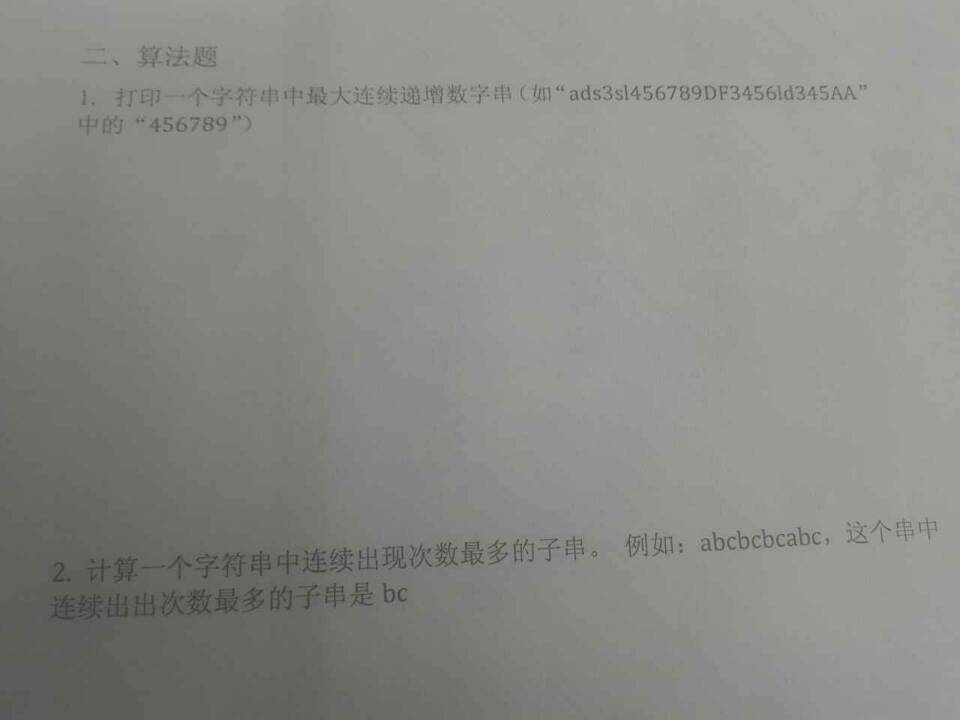 二、算法题
1. 打印一个字符串中最大连续递增数字串（如“ads3sl456789DF3456ld345AA”
中的“456789”）
2. 计算一个字符串中连续出现次数最多的子串。 例如：abcbcbcabc，这个串中
连续出出次数最多的子串是 bc